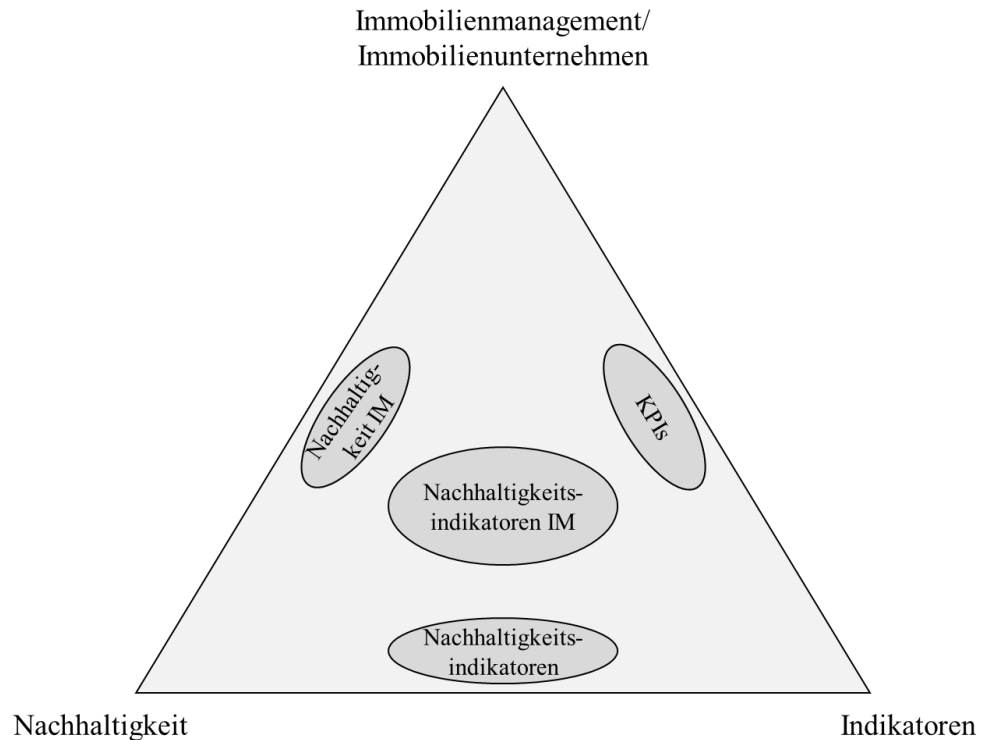 Immobilienmanagement/
Immobilienunternehmen
Nachhaltig-
keit IM
KPIs
Nachhaltigkeits-
indikatoren IM
Nachhaltigkeits-
indikatoren
Nachhaltigkeit
Indikatoren